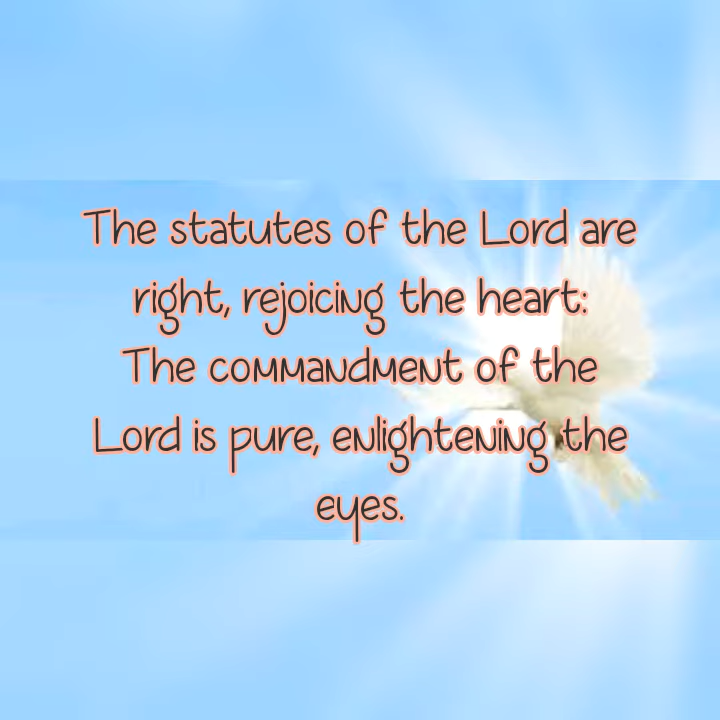 The statutes of the Lord are
right, rejoicing the heart:
The commandment of the
Lord is pure, enlightening the
eyes.